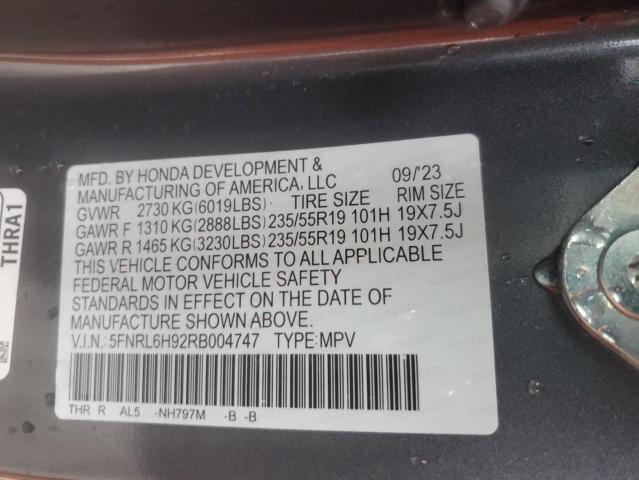 MFD. BY HONDA DEVELOPMENT &
MANUFACTURING OF AMERICA, LLC 09/'23
GVWR 2730 KG(6019LBS) TIRE SIZE RIM SIZE
GAWR F 1310 KG(2888LBS)235/55R19 101H 19X7.5J
GAWR R 1465 KG(3230LBS)235/55R19 101H 19X7.5J
THIS VEHICLE CONFORMS TO ALL APPLICABLE
FEDERAL MOTOR VEHICLE SAFETY
STANDARDS IN EFFECT ON THE DATE OF
MANUFACTURE SHOWN ABOVE.
V.I.N.: 5FNRL6H92RB004747 TYPE:MPV
THR R AL5 -NH797M -B -B
THRA1